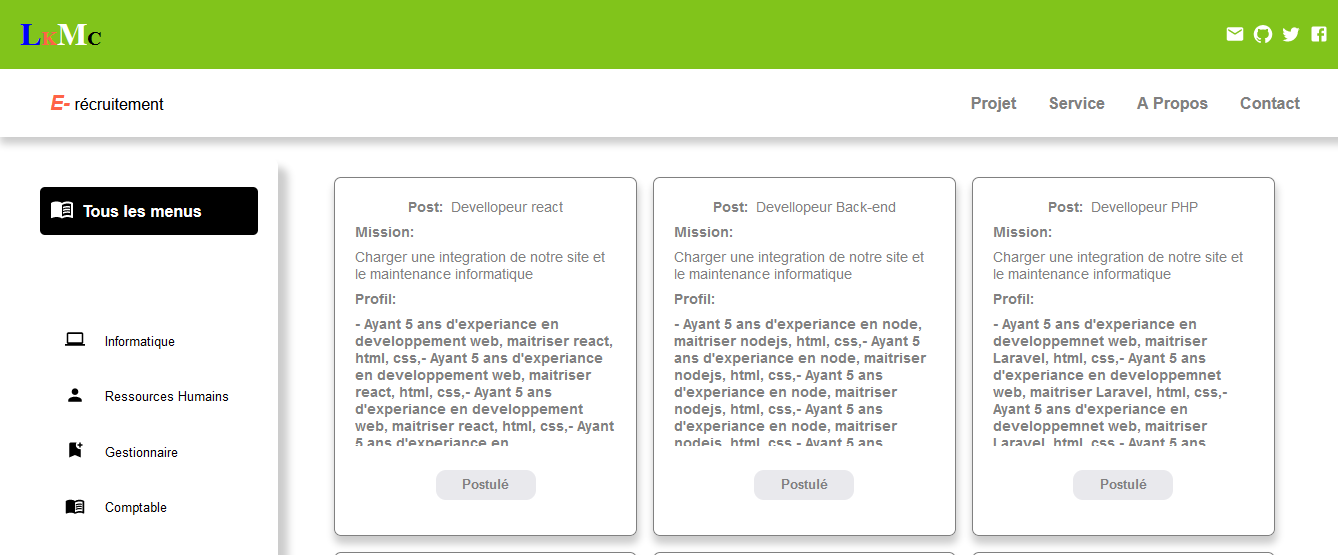 LKMC
E- récruitement
Projet Service A Propos Contact
Tous les menus
Informatique
Ressources Humains
Gestionnaire
Comptable
Post: Devellopeur react
Mission:
Charger une integration de notre site et
le maintenance informatique
Profil:
- Ayant 5 ans d'experiance en
developpement web, maitriser react,
html, css,- Ayant 5 ans d'experiance
en developpement web, maitriser
react, html, css,- Ayant 5 ans
d'experiance en developpement
web, maitriser react, html, css,- Ayant
5 ans d'experiance en
Postulé
Post: Devellopeur Back-end
Mission:
Charger une integration de notre site et
le maintenance informatique
Profil:
- Ayant 5 ans d'experiance en node,
maitriser nodejs, html, css,- Ayant 5
ans d'experiance en node, maitriser
nodejs, html, css,- Ayant 5 ans
d'experiance en node, maitriser
nodejs, html, css,- Ayant 5 ans
d'experiance en node, maitriser
nodejs, html, css,- Ayant 5 ans
Postulé
Post: Devellopeur PHP
Mission:
Charger une integration de notre site et
le maintenance informatique
Profil:
- Ayant 5 ans d'experiance en
developpemnet web, maitriser
Laravel, html, css,- Ayant 5 ans
d'experiance en developpemnet
web, maitriser Laravel, html, css,-
Ayant 5 ans d'experiance en
developpemnet web, maitriser
Laravel, html, css,- Ayant 5 ans
Postulé